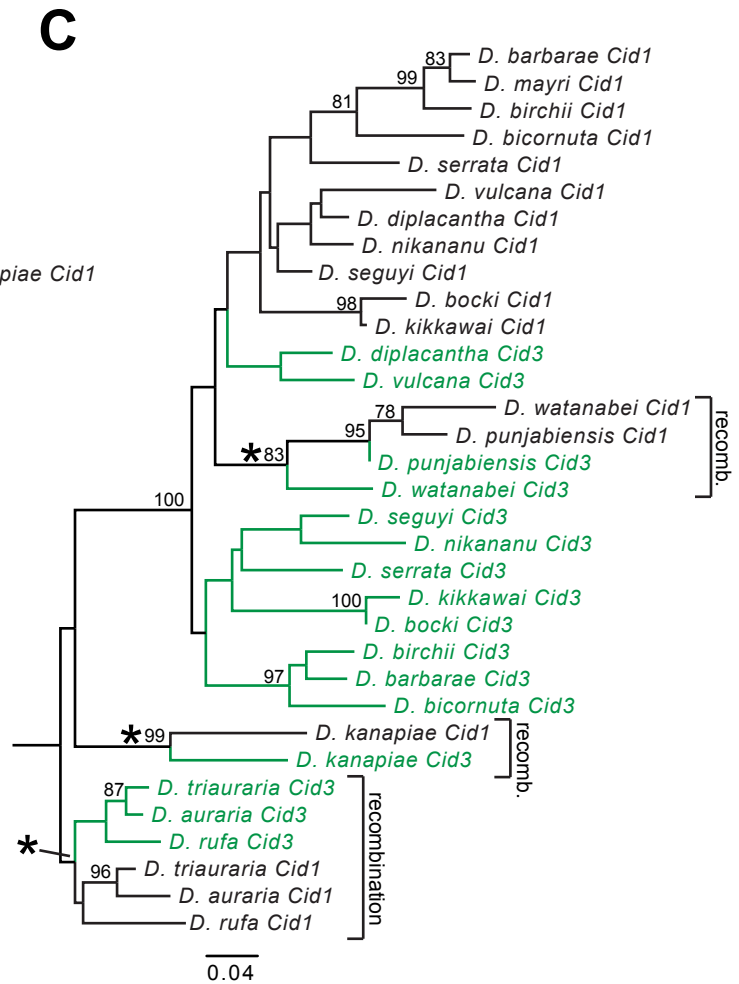 C
83
D. barbarae Cid1
99
D. mayri Cid1
81
D. birchii Cid1
D. bicornuta Cid1
D. serrata Cid1
D. vulcana Cid1
D. diplacantha Cid1
D. nikananu Cid1
piae Cid1
D. seguyi Cid1
98
D. bocki Cid1
D. kikkawai Cid1
D. diplacantha Cid3
D. vulcana Cid3
78
D. watanabei Cid1
95
D. punjabiensis Cid1
recomb.
* 83
D. punjabiensis Cid3
D. watanabei Cid3
100
D. seguyi Cid3
D. nikananu Cid3
D. serrata Cid3
100
D. kikkawai Cid3
D. bocki Cid3
D. birchii Cid3
97
D. barbarae Cid3
D. bicornuta Cid3
* 99
D. kanapiae Cid1
recomb.
D. kanapiae Cid3
87
D. triauraria Cid3
D. auraria Cid3
*
D. rufa Cid3
recombination
96
D. triauraria Cid1
D. auraria Cid1
D. rufa Cid1
0.04